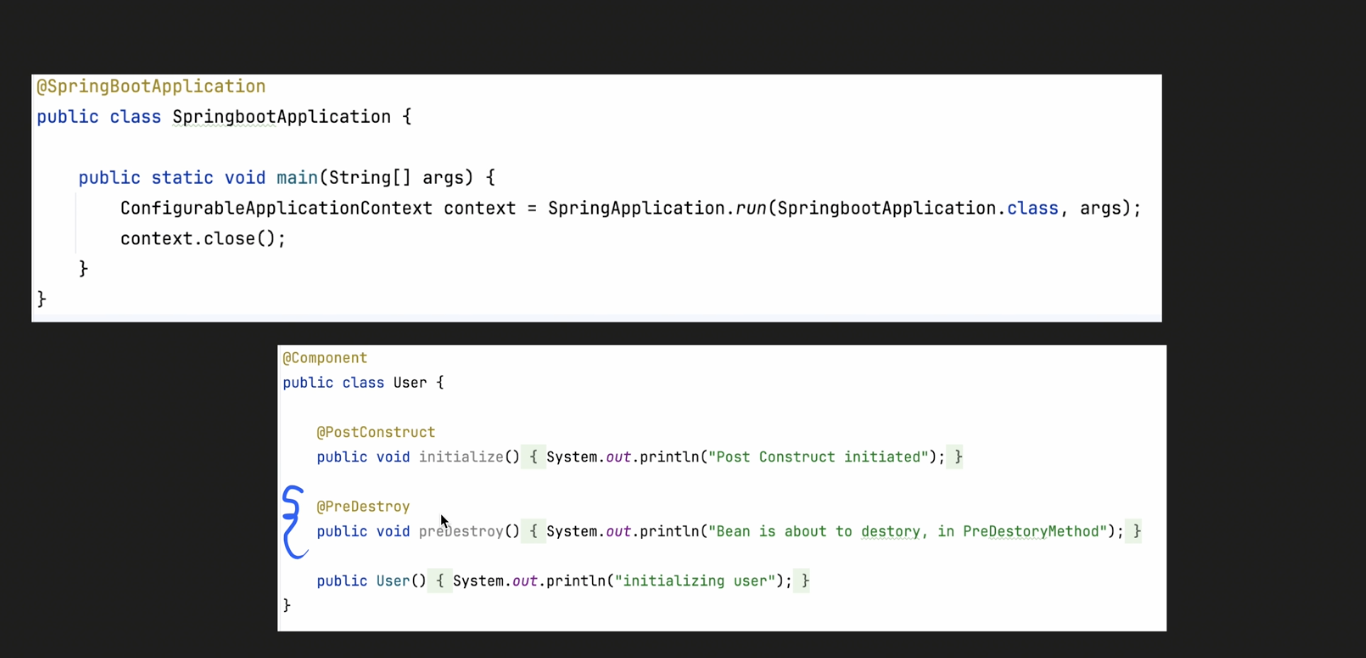 @SpringBootApplication
public class SpringbootApplication {
public static void main(String[] args) {
ConfigurableApplicationContext context = SpringApplication.run(SpringbootApplication.class, args);
context.close();
}
}
@Component
public class User {
@PostConstruct
public void initialize() { System.out.println("Post Construct initiated"); }
@PreDestroy
public void preDestroy() { System.out.println("Bean is about to destory, in PreDestoryMethod"); }
public User() { System.out.println("initializing user"); }
}